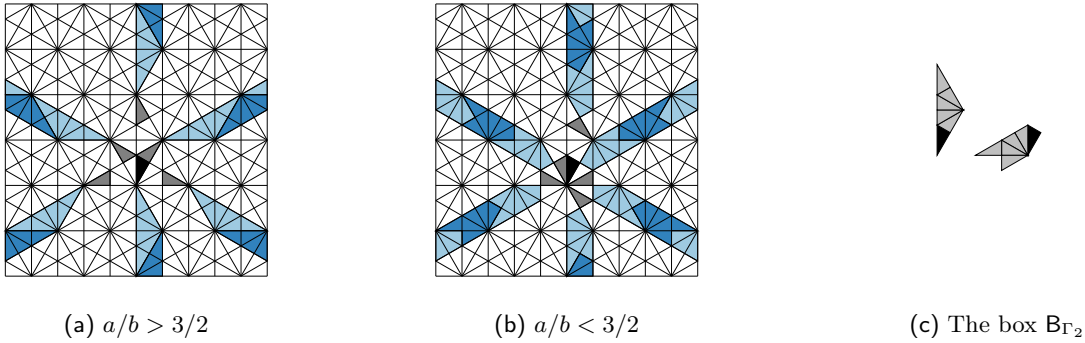 (a) a/b > 3/2
(b) a/b < 3/2
(c) The box B_{Γ_2}